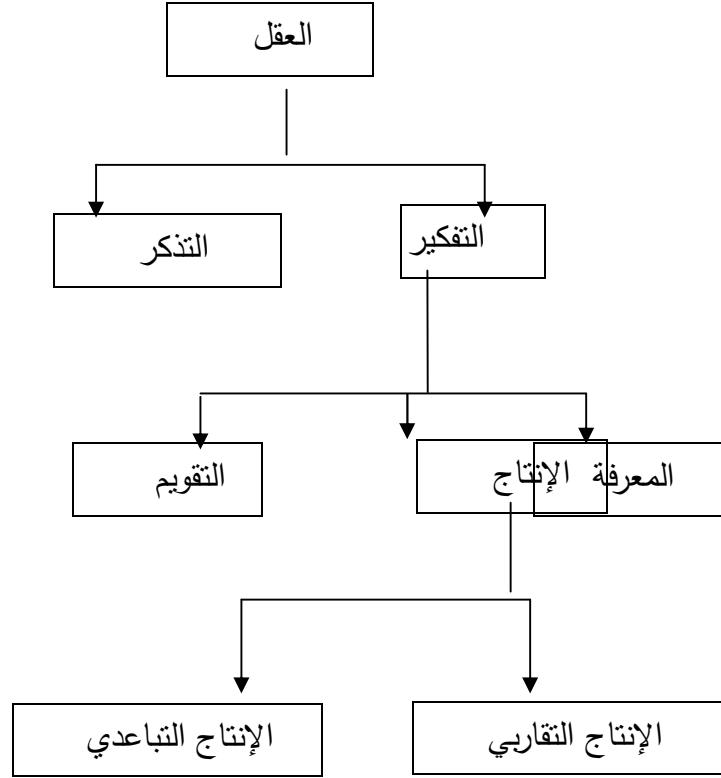 العقل
التفكير
التذكر
المعرفة
الإنتاج
التقويم
الإنتاج التقاربي
الإنتاج التباعدي